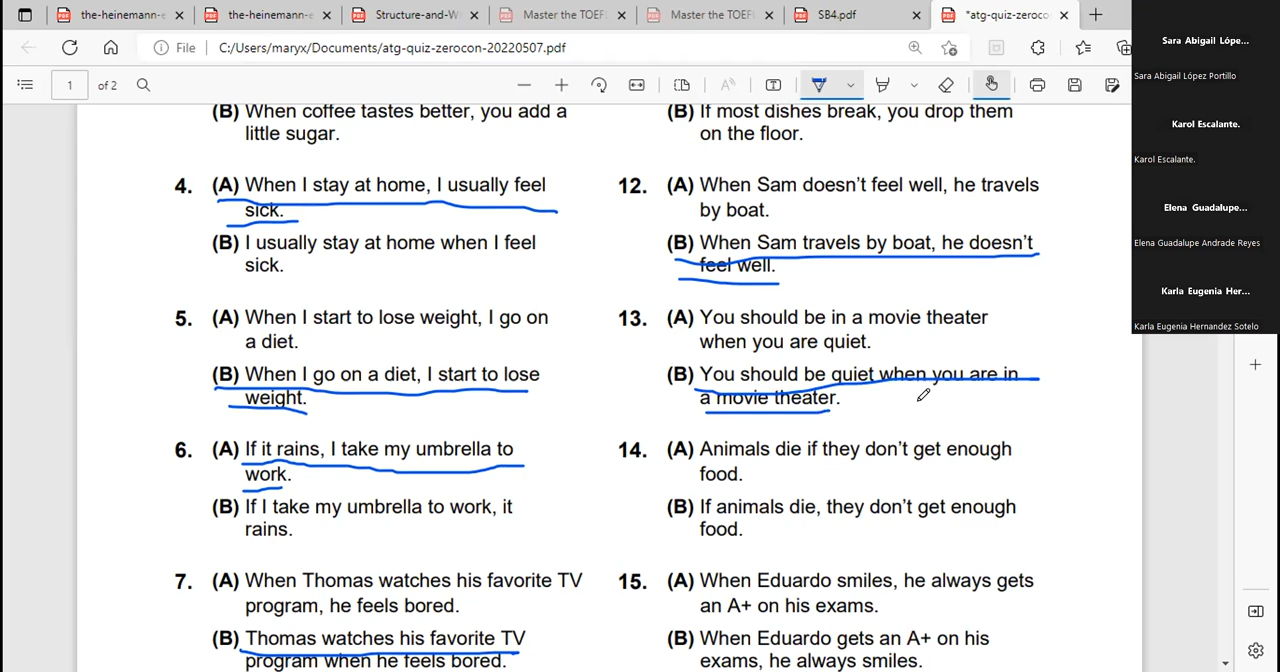 the-heinemann-e
the-heinemann-e
Structure-and-W
Master the TOEF
Master the TOEF
SB4.pdf
*atg-quiz-zeroco
File
C:/Users/maryx/Documents/atg-quiz-zerocon-20220507.pdf
1
of 2
(B) When coffee tastes better, you add a
little sugar.
4. (A) When I stay at home, I usually feel
sick.
(B) I usually stay at home when I feel
sick.
5. (A) When I start to lose weight, I go on
a diet.
(B) When I go on a diet, I start to lose
weight.
6. (A) If it rains, I take my umbrella to
work.
(B) If I take my umbrella to work, it
rains.
7. (A) When Thomas watches his favorite TV
program, he feels bored.
(B) Thomas watches his favorite TV
program when he feels bored.
(B) If most dishes break, you drop them
on the floor.
12. (A) When Sam doesn't feel well, he travels
by boat.
(B) When Sam travels by boat, he doesn't
feel well.
13. (A) You should be in a movie theater
when you are quiet.
(B) You should be quiet when you are in
a movie theater.
14. (A) Animals die if they don't get enough
food.
(B) If animals die, they don't get enough
food.
15. (A) When Eduardo smiles, he always gets
an A+ on his exams.
(B) When Eduardo gets an A+ on his
exams, he always smiles.
Sara Abigail Lópe...
Sara Abigail López Portillo
Karol Escalante.
Karol Escalante.
Elena Guadalupe...
Elena Guadalupe Andrade Reyes
Karla Eugenia Her...
Karla Eugenia Hernandez Sotelo